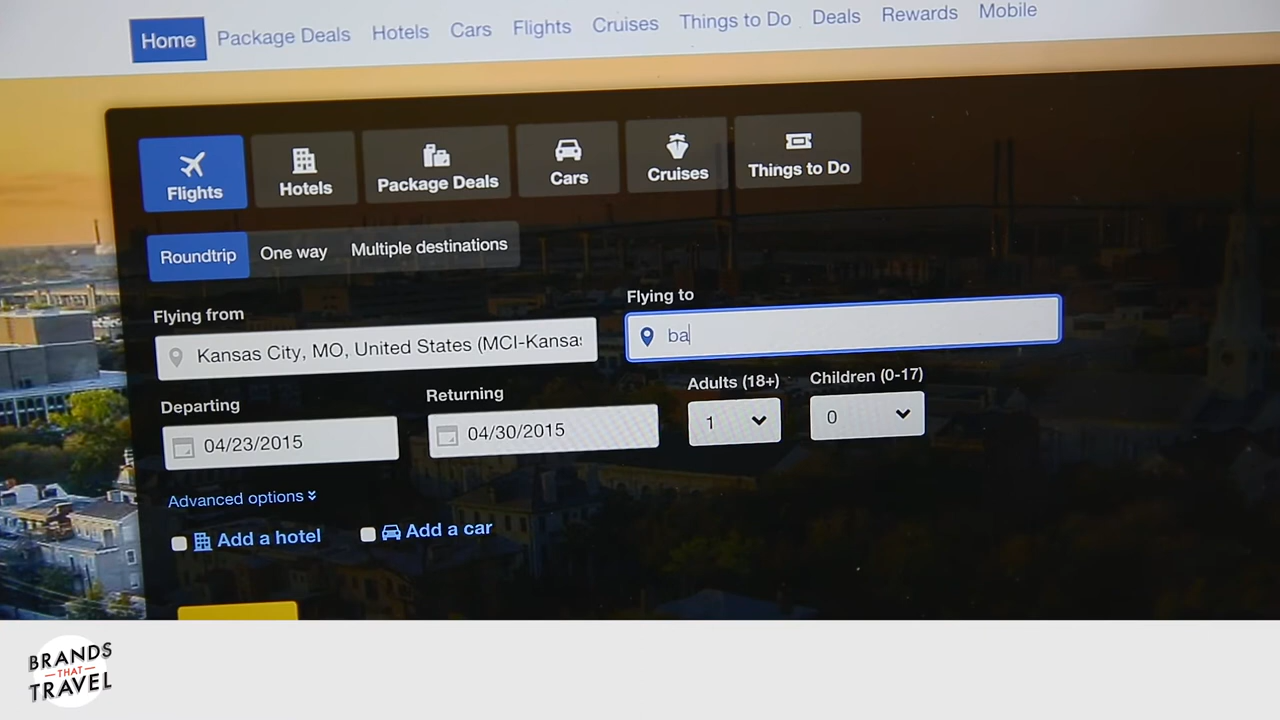 Home Package Deals Hotels Cars Flights Cruises Things to Do Deals Rewards Mobile
Flights Hotels Package Deals Cars Cruises Things to Do
Roundtrip One way Multiple destinations
Flying from
Kansas City, MO, United States (MCI-Kansas
Flying to
ba
Departing
04/23/2015
Returning
04/30/2015
Adults (18+)
1
Children (0-17)
0
Advanced options
Add a hotel Add a car
BRANDS
THAT
TRAVEL